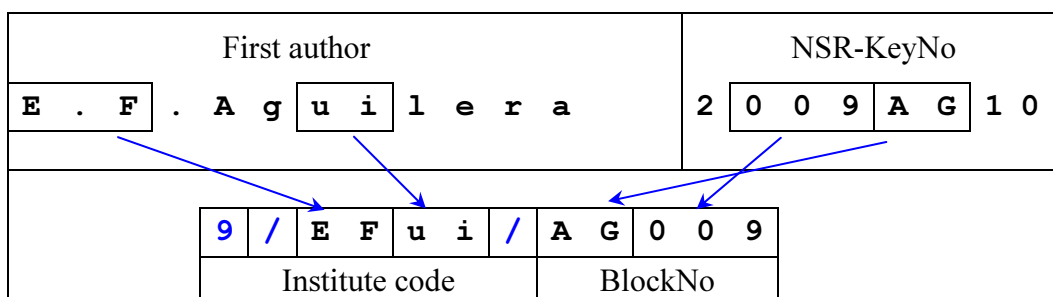 First author NSR-KeyNo
E . F . A g u i l e r a 2 0 0 9 A G 1 0
9 / E F u i / A G 0 0 9
Institute code BlockNo